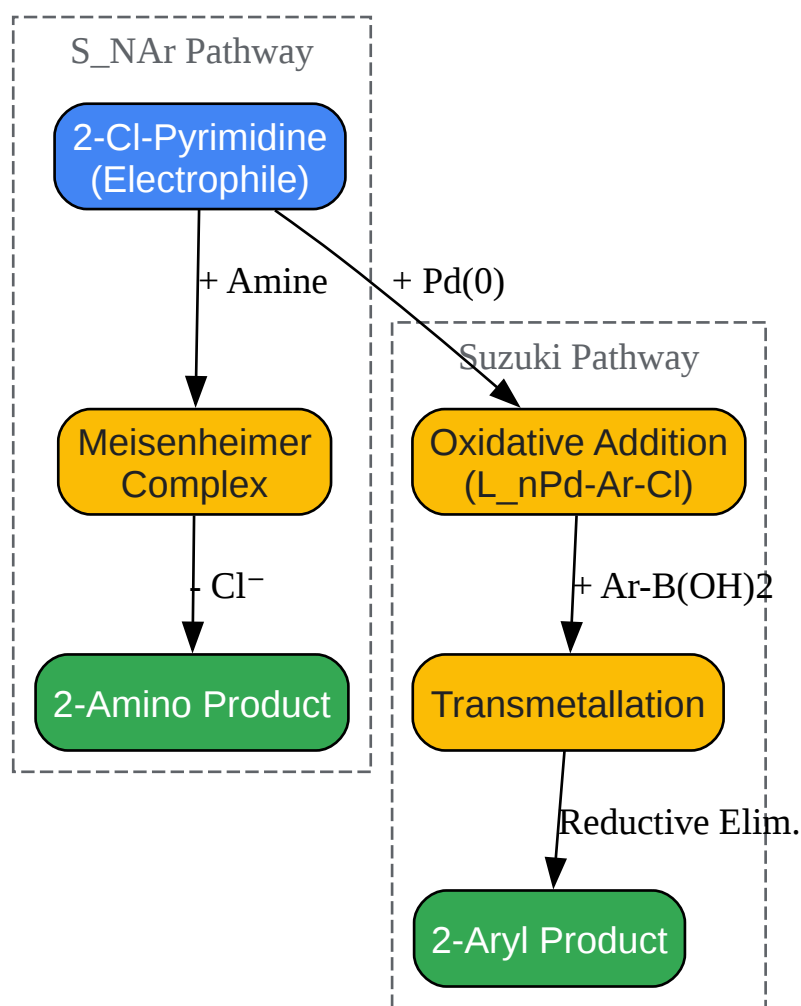 S_NAr Pathway
2-Cl-Pyrimidine
(Electrophile)
+ Amine
+ Pd(0)
Suzuki Pathway
Meisenheimer
Complex
Oxidative Addition
(L_nPd-Ar-Cl)
- Cl⁻
+ Ar-B(OH)2
2-Amino Product
Transmetallation
Reductive Elim.
2-Aryl Product